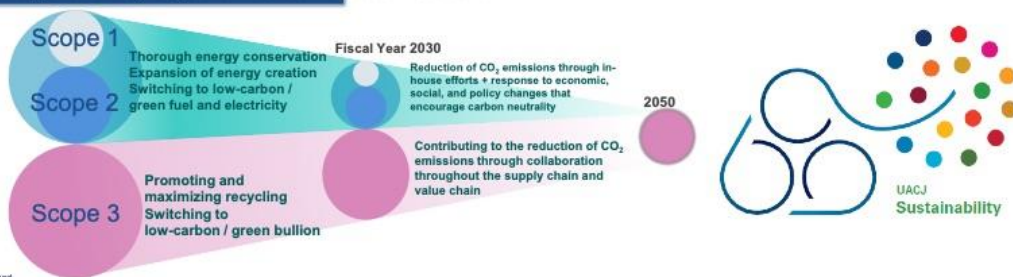 Scope 1
Scope 2
Thorough energy conservation
Expansion of energy creation
Switching to low-carbon /
green fuel and electricity
Fiscal Year 2030
Reduction of CO₂ emissions through in-
house efforts + response to economic,
social, and policy changes that
encourage carbon neutrality
2050
Scope 3
Promoting and
maximizing recycling
Switching to
low-carbon / green bullion
Contributing to the reduction of CO₂
emissions through collaboration
throughout the supply chain and
value chain
UACJ
Sustainability